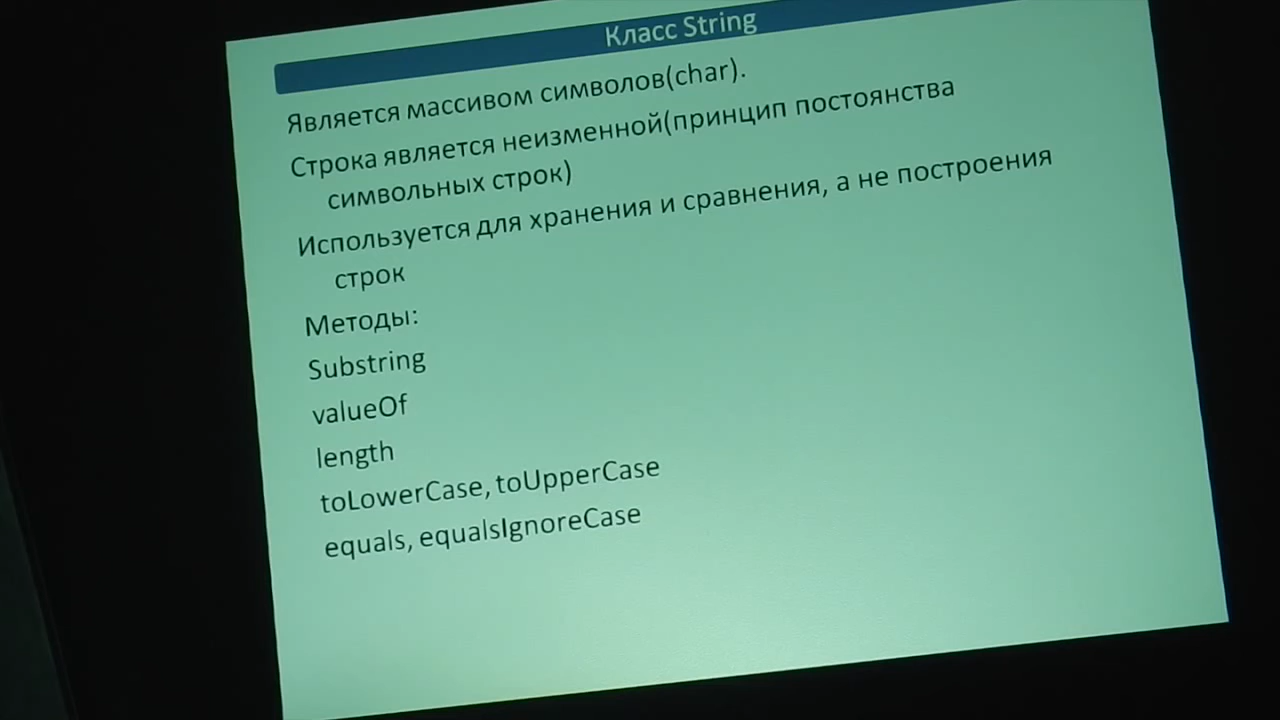 Класс String
Является массивом символов(char).
Строка является неизменной(принцип постоянства
символьных строк)
Используется для хранения и сравнения, а не построения
строк
Методы:
Substring
valueOf
length
toLowerCase, toUpperCase
equals, equalsIgnoreCase